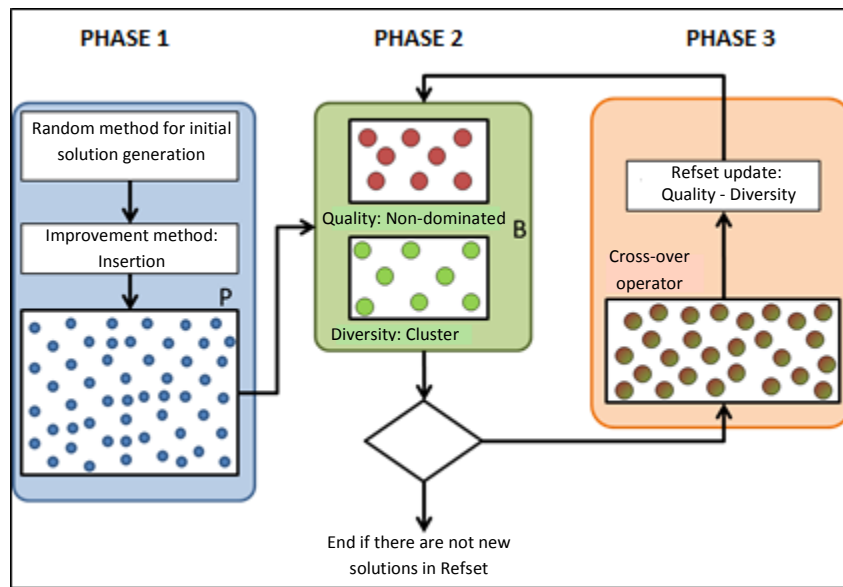 PHASE 1
PHASE 2
PHASE 3
Random method for initial
solution generation
Improvement method:
Insertion
P
Quality: Non-dominated
B
Diversity: Cluster
End if there are not new
solutions in Refset
Refset update:
Quality - Diversity
Cross-over
operator